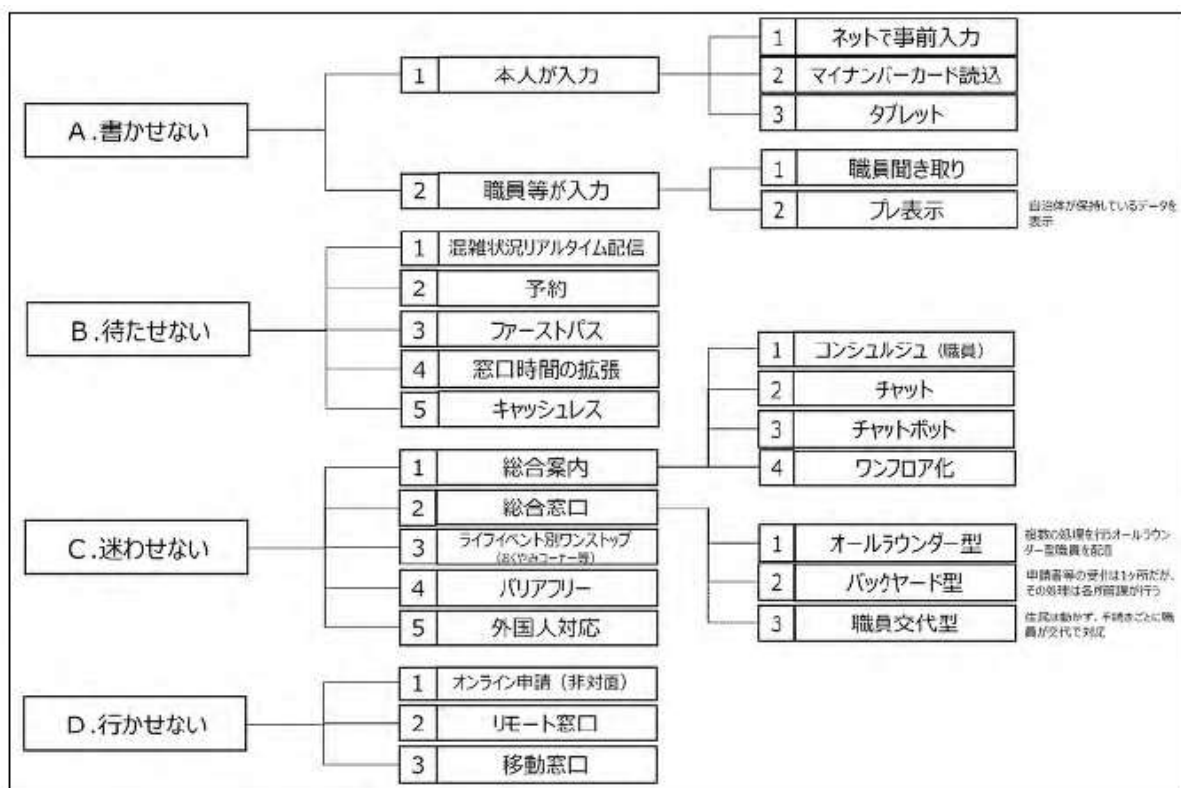 A.書かせない
1 本人が入力
1 ネットで事前入力
2 マイナンバーカード読込
3 タブレット
2 職員等が入力
1 職員聞き取り
2 プレ表示
自治体が保持しているデータを
表示
B.待たせない
1 混雑状況リアルタイム配信
2 予約
3 ファーストパス
4 窓口時間の拡張
5 キャッシュレス
C.迷わせない
1 総合案内
1 コンシュルジュ（職員）
2 チャット
3 チャットボット
4 ワンフロア化
2 総合窓口
1 オールラウンダー型
複数の処理を行うオールラウン
ダー型職員を配置
2 バックヤード型
申請書等の受付は1ヶ所だが、
その処理は各所管課が行う
3 職員交代型
住民は動かず、手続きごとに職
員が交代で対応
3 ライフイベント別ワンストップ
（おくやみコーナー等）
4 バリアフリー
5 外国人対応
D.行かせない
1 オンライン申請（非対面）
2 リモート窓口
3 移動窓口